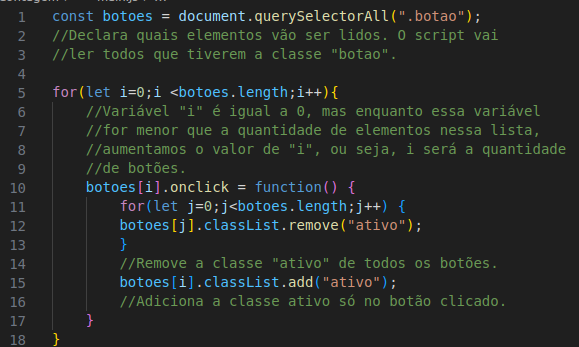 1 const botoes = document.querySelectorAll(".botao");
2 //Declara quais elementos vão ser lidos. O script vai
3 //ler todos que tiverem a classe "botao".
4
5 for(let i=0;i <botoes.length;i++){
6 //Variável "i" é igual a 0, mas enquanto essa variável
7 //for menor que a quantidade de elementos nessa lista,
8 //aumentamos o valor de "i", ou seja, i será a quantidade
9 //de botões.
10 botoes[i].onclick = function() {
11 for(let j=0;j<botoes.length;j++) {
12 botoes[j].classList.remove("ativo");
13 }
14 //Remove a classe "ativo" de todos os botões.
15 botoes[i].classList.add("ativo");
16 //Adiciona a classe ativo só no botão clicado.
17 }
18 }